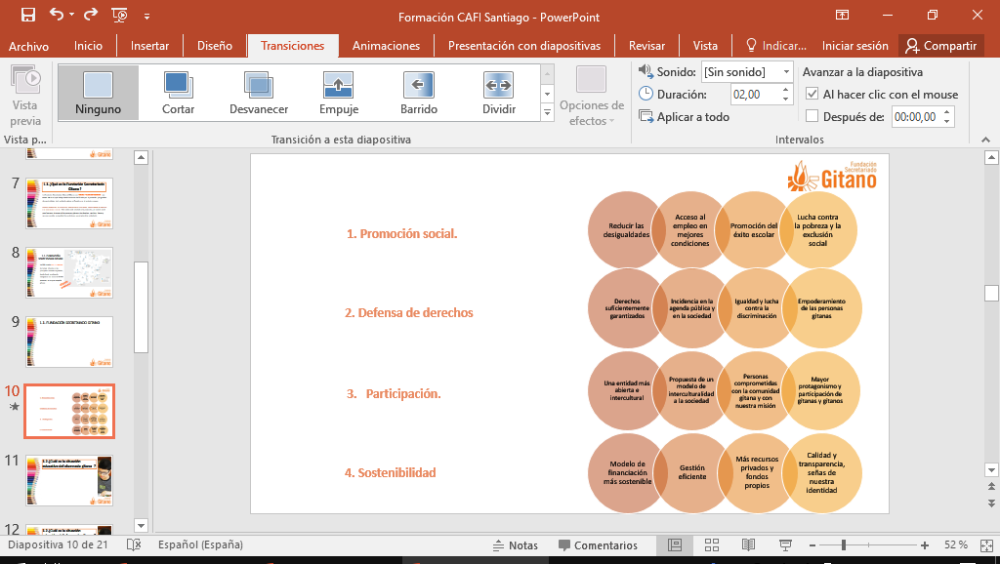 Formación CAFI Santiago - PowerPoint
Archivo Inicio Insertar Diseño Transiciones Animaciones Presentación con diapositivas Revisar Vista Indicar... Iniciar sesión Compartir
Vista previa
Ninguno Cortar Desvanecer Empuje Barrido Dividir
Opciones de efectos
Sonido: [Sin sonido]
Duración: 02,00
Aplicar a todo
Avanzar a la diapositiva
Al hacer clic con el mouse
Después de: 00:00,00
Vista p... Transición a esta diapositiva Intervalos
7
8
9
1.3. FUNDACIÓN SECRETARIADO GITANO
10
11
12
Fundación
Secretariado
Gitano
1. Promoción social.
Reducir las
desigualdades
Acceso al
empleo en
mejores
condiciones
Promoción del
éxito escolar
Lucha contra
la pobreza y la
exclusión
social
2. Defensa de derechos
Derechos
suficientemente
garantizados
Incidencia en la
agenda pública y
en la sociedad
Igualdad y lucha
contra la
discriminación
Empoderamiento
de las personas
gitanas
3. Participación.
Una entidad más
abierta e
intercultural
Propuesta de un
modelo de
interculturalidad
a la sociedad
Personas
comprometidas
con la comunidad
gitana y con
nuestra misión
Mayor
protagonismo y
participación de
gitanas y gitanos
4. Sostenibilidad
Modelo de
financiación
más sostenible
Gestión
eficiente
Más recursos
privados y
fondos
propios
Calidad y
transparencia,
señas de
nuestra
identidad
Diapositiva 10 de 21 Español (España) Notas Comentarios 52 %